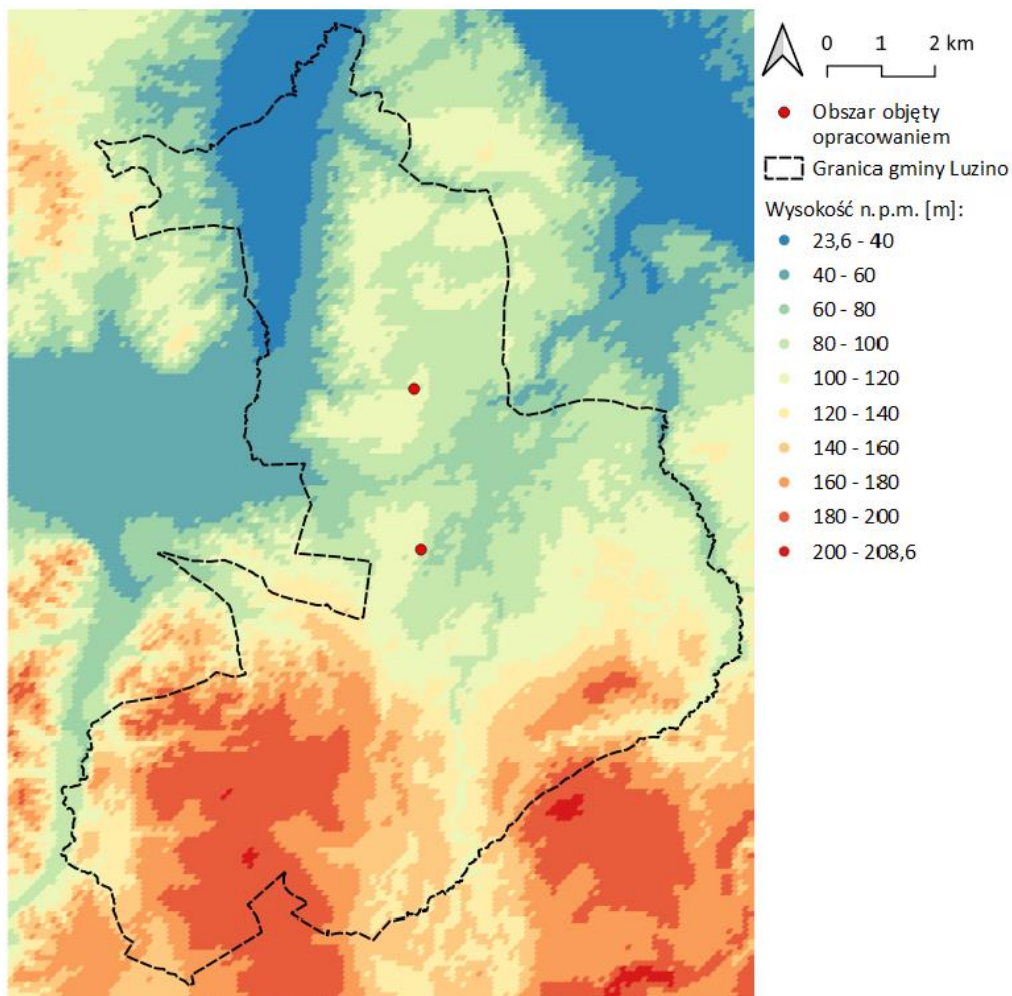 0 1 2 km
Obszar objęty
opracowaniem
Granica gminy Luzino
Wysokość n.p.m. [m]:
23,6 - 40
40 - 60
60 - 80
80 - 100
100 - 120
120 - 140
140 - 160
160 - 180
180 - 200
200 - 208,6